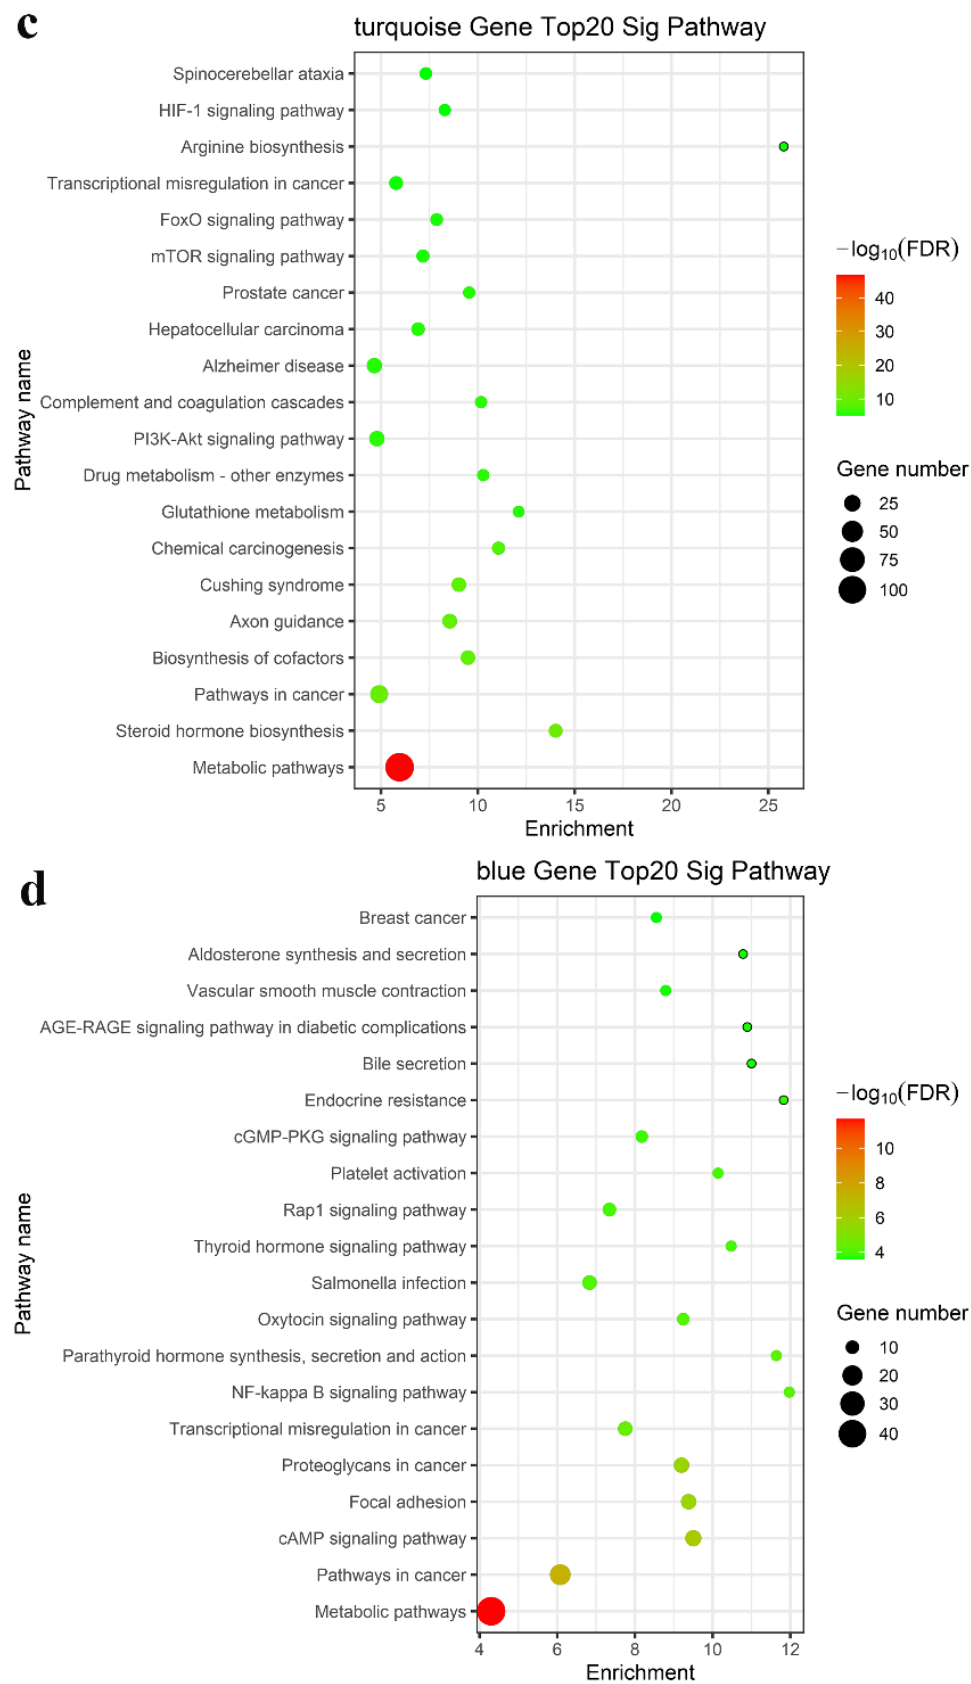 c
turquoise Gene Top20 Sig Pathway
Spinocerebellar ataxia
HIF-1 signaling pathway
Arginine biosynthesis
Transcriptional misregulation in cancer
FoxO signaling pathway
mTOR signaling pathway
Prostate cancer
Hepatocellular carcinoma
Alzheimer disease
Complement and coagulation cascades
PI3K-Akt signaling pathway
Drug metabolism - other enzymes
Glutathione metabolism
Chemical carcinogenesis
Cushing syndrome
Axon guidance
Biosynthesis of cofactors
Pathways in cancer
Steroid hormone biosynthesis
Metabolic pathways
Pathway name
5 10 15 20 25
Enrichment
−log₁₀(FDR)
40
30
20
10
Gene number
25
50
75
100
d
blue Gene Top20 Sig Pathway
Breast cancer
Aldosterone synthesis and secretion
Vascular smooth muscle contraction
AGE-RAGE signaling pathway in diabetic complications
Bile secretion
Endocrine resistance
cGMP-PKG signaling pathway
Platelet activation
Rap1 signaling pathway
Thyroid hormone signaling pathway
Salmonella infection
Oxytocin signaling pathway
Parathyroid hormone synthesis, secretion and action
NF-kappa B signaling pathway
Transcriptional misregulation in cancer
Proteoglycans in cancer
Focal adhesion
cAMP signaling pathway
Pathways in cancer
Metabolic pathways
Pathway name
4 6 8 10 12
Enrichment
−log₁₀(FDR)
10
8
6
4
Gene number
10
20
30
40